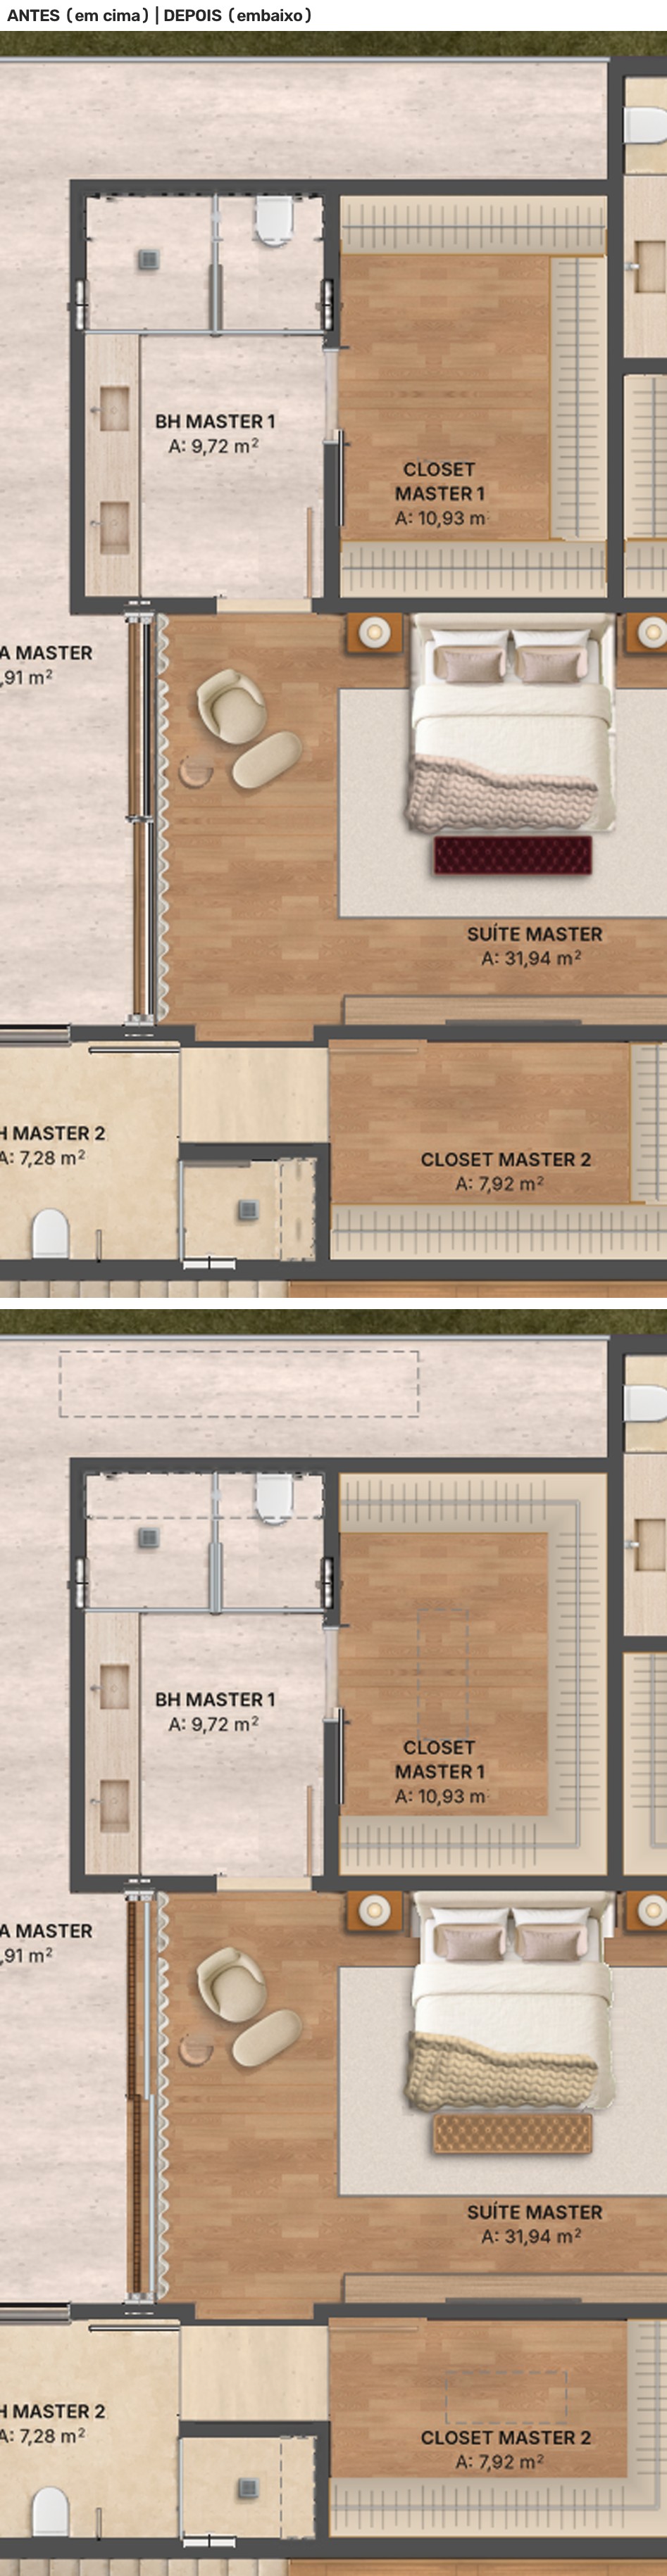 ANTES (em cima) | DEPOIS (embaixo)
BH MASTER 1
A: 9,72 m²
CLOSET
MASTER 1
A: 10,93 m
A MASTER
,91 m²
SUÍTE MASTER
A: 31,94 m²
H MASTER 2
A: 7,28 m²
CLOSET MASTER 2
A: 7,92 m²
BH MASTER 1
A: 9,72 m²
CLOSET
MASTER 1
A: 10,93 m
A MASTER
,91 m²
SUÍTE MASTER
A: 31,94 m²
H MASTER 2
A: 7,28 m²
CLOSET MASTER 2
A: 7,92 m²